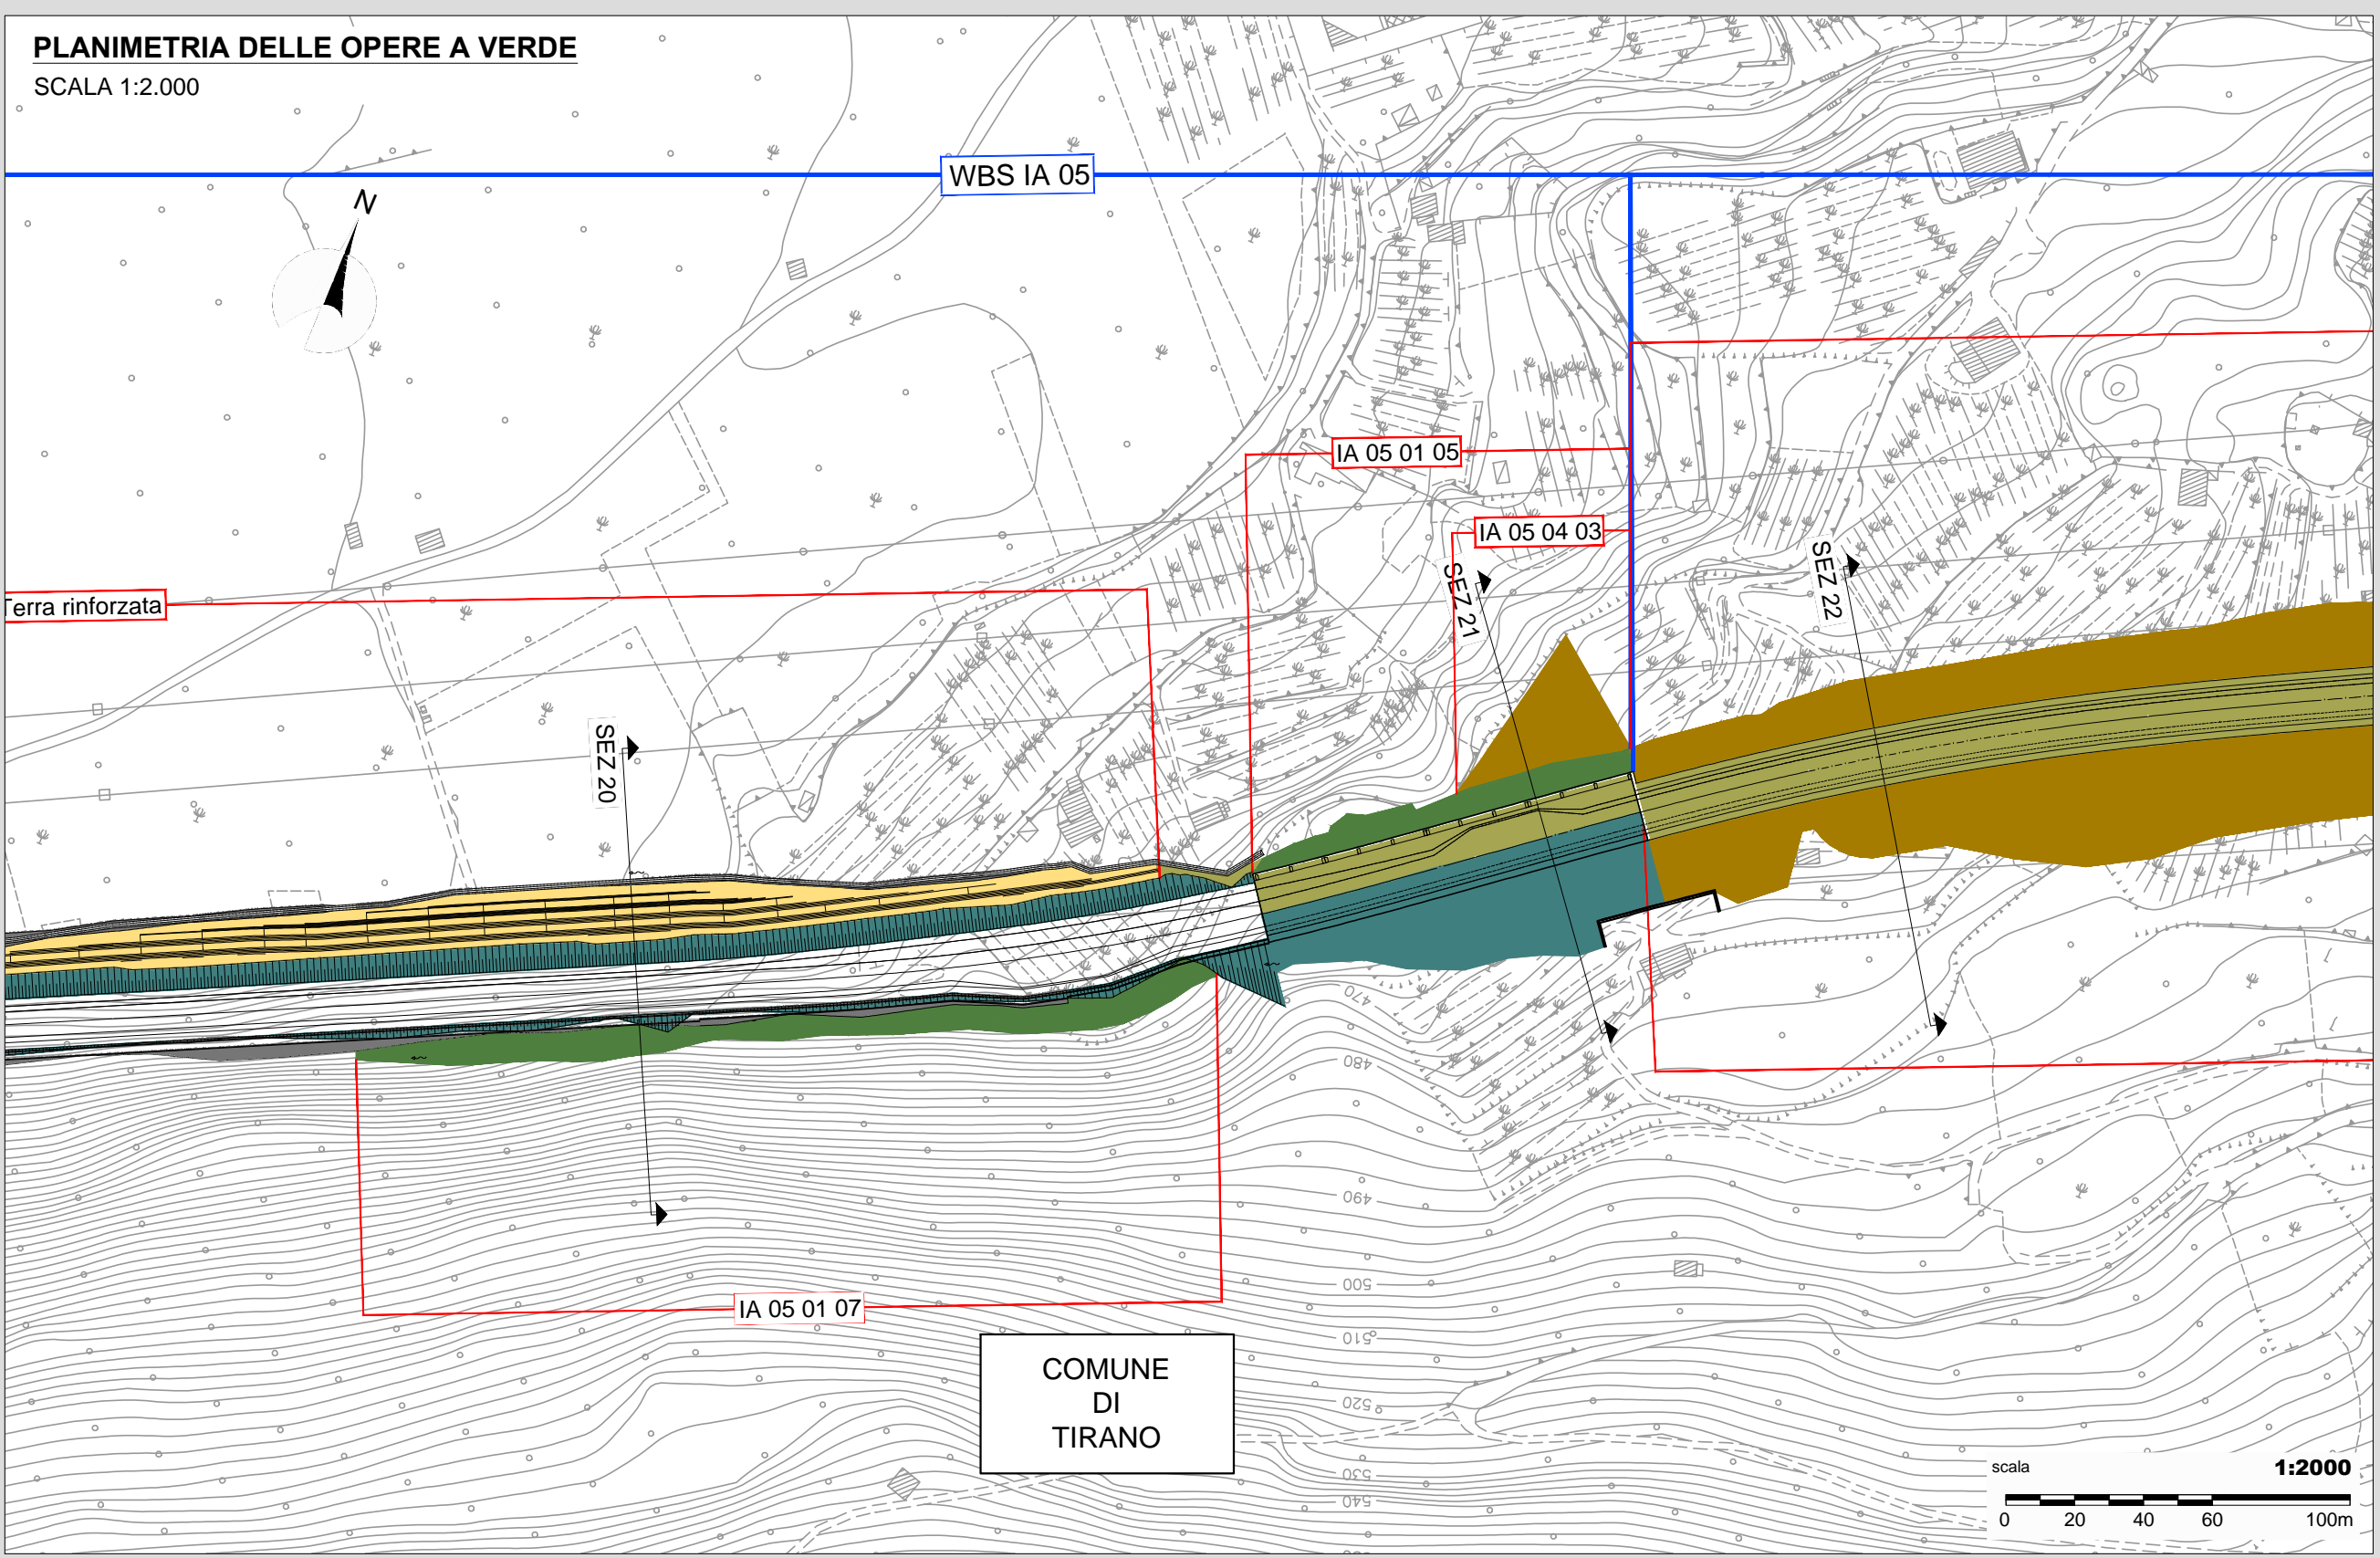 PLANIMETRIA DELLE OPERE A VERDE
SCALA 1:2.000
WBS IA 05
N
IA 05 01 05
IA 05 04 03
SEZ 21
SEZ 22
Terra rinforzata
SEZ 20
470
480
490
500
IA 05 01 07
510
COMUNE
DI
TIRANO
520
530
540
scala 1:2000
0 20 40 60 100m